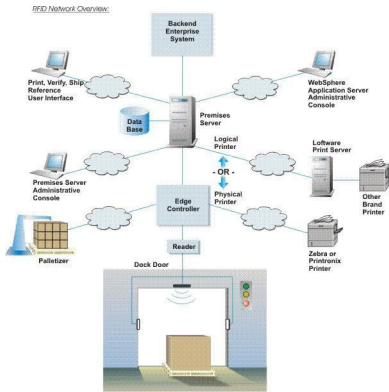 RFID Network Overview:
Backend
Enterprise
System
Print, Verify, Ship
Reference
User Interface
WebSphere
Application Server
Administrative
Console
Data
Base
Premises
Server
Logical
Printer
- OR -
Physical
Printer
Loftware
Print Server
Other
Brand
Printer
Premises Server
Administrative
Console
Edge
Controller
Palletizer
Reader
Zebra or
Printronix
Printer
Dock Door